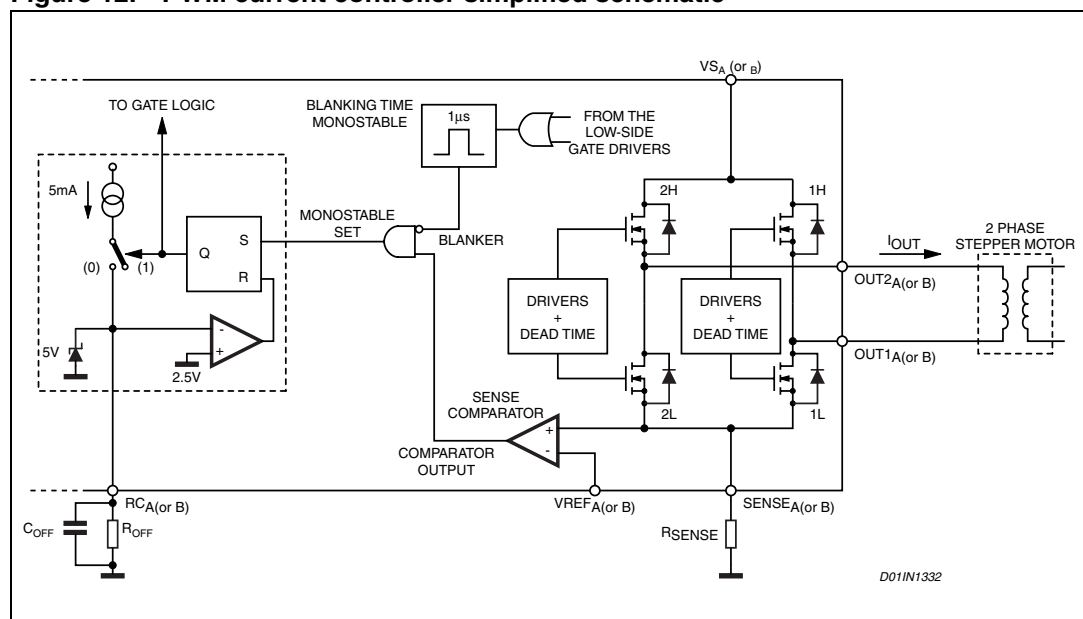 Figure 12. PWM current controller simplified schematic
VSA (or B)
TO GATE LOGIC
BLANKING TIME
MONOSTABLE
1μs
FROM THE
LOW-SIDE
GATE DRIVERS
5mA
2H
1H
MONOSTABLE
SET
BLANKER
Q
S
R
(0)
(1)
IOUT
2 PHASE
STEPPER MOTOR
OUT2A(or B)
DRIVERS
+
DEAD TIME
DRIVERS
+
DEAD TIME
OUT1A(or B)
5V
-
+
2.5V
SENSE
COMPARATOR
2L
1L
+
-
COMPARATOR
OUTPUT
RCA(or B)
VREFA(or B)
SENSEA(or B)
COFF
ROFF
RSENSE
D01IN1332